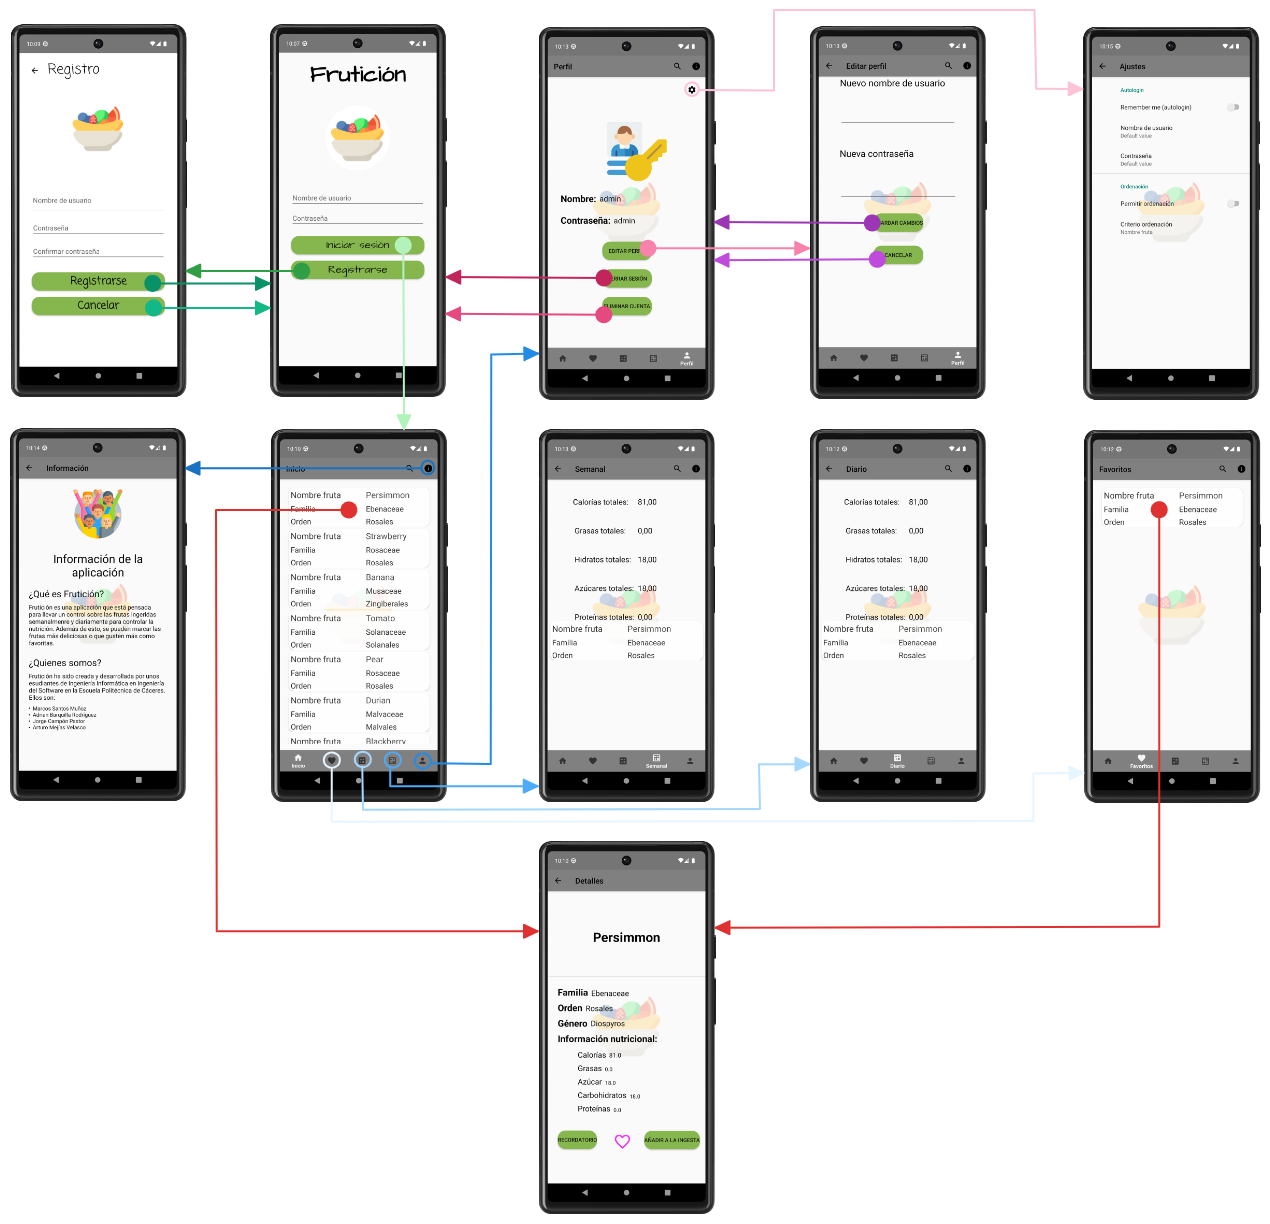 10:09
Registro
Nombre de usuario
Contraseña
Confirmar contraseña
Registrarse
Cancelar
10:07
Frutición
Nombre de usuario
Contraseña
Iniciar sesión
Registrarse
10:13
Perfil
Nombre: admin
Contraseña: admin
EDITAR PERF
RRAR SESIÓN
LIMINAR CUENTA
Perfil
10:13
Editar perfil
Nuevo nombre de usuario
Nueva contraseña
ARDAR CAMBIOS
CANCELAR
Perfil
10:15
Ajustes
Autologin
Remember me (autologin)
Nombre de usuario
Default value
Contraseña
Default value
Ordenación
Permitir ordenación
Criterio ordenación
Nombre fruta
10:14
Información
Información de la
aplicación
¿Qué es Frutición?
Frutición es una aplicación que está pensada
para llevar un control sobre las frutas ingeridas
semanalmenre y diariamente para controlar la
nutrición. Además de esto, se pueden marcar las
frutas más deliciosas o que gusten más como
favoritas.
¿Quienes somos?
Frutición ha sido creada y desarrollada por unos
esudiantes de Ingeniería Informática en Ingeniería
del Software en la Escuela Politécnica de Cáceres.
Ellos son:
• Marcos Santos Muñoz
• Adrián Barquilla Rodríguez
• Jorge Campón Pastor
• Arturo Mejías Velasco
10:10
Inicio
Nombre fruta Persimmon
Familia Ebenaceae
Orden Rosales
Nombre fruta Strawberry
Familia Rosaceae
Orden Rosales
Nombre fruta Banana
Familia Musaceae
Orden Zingiberales
Nombre fruta Tomato
Familia Solanaceae
Orden Solanales
Nombre fruta Pear
Familia Rosaceae
Orden Rosales
Nombre fruta Durian
Familia Malvaceae
Orden Malvales
Nombre fruta Blackberry
Inicio
10:13
Semanal
Calorías totales: 81,00
Grasas totales: 0,00
Hidratos totales: 18,00
Azúcares totales: 18,00
Proteínas totales: 0,00
Nombre fruta Persimmon
Familia Ebenaceae
Orden Rosales
Semanal
10:12
Diario
Calorías totales: 81,00
Grasas totales: 0,00
Hidratos totales: 18,00
Azúcares totales: 18,00
Proteínas totales: 0,00
Nombre fruta Persimmon
Familia Ebenaceae
Orden Rosales
Diario
10:12
Favoritos
Nombre fruta Persimmon
Familia Ebenaceae
Orden Rosales
Favoritos
10:12
Detalles
Persimmon
Familia Ebenaceae
Orden Rosales
Género Diospyros
Información nutricional:
Calorías 81.0
Grasas 0.0
Azúcar 18.0
Carbohidratos 18.0
Proteínas 0.0
RECORDATORIO
AÑADIR A LA INGESTA